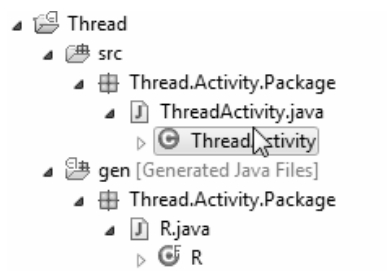 Thread
src
Thread.Activity.Package
ThreadActivity.java
ThreadActivity
gen [Generated Java Files]
Thread.Activity.Package
R.java
R